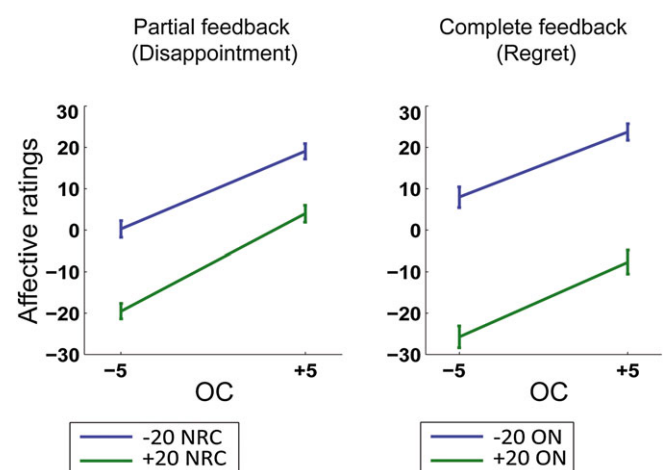 Partial feedback
(Disappointment)
Complete feedback
(Regret)
Affective ratings
30
20
10
0
−10
−20
−30
−5
+5
OC
30
20
10
0
−10
−20
−30
−5
+5
OC
-20 NRC
+20 NRC
-20 ON
+20 ON